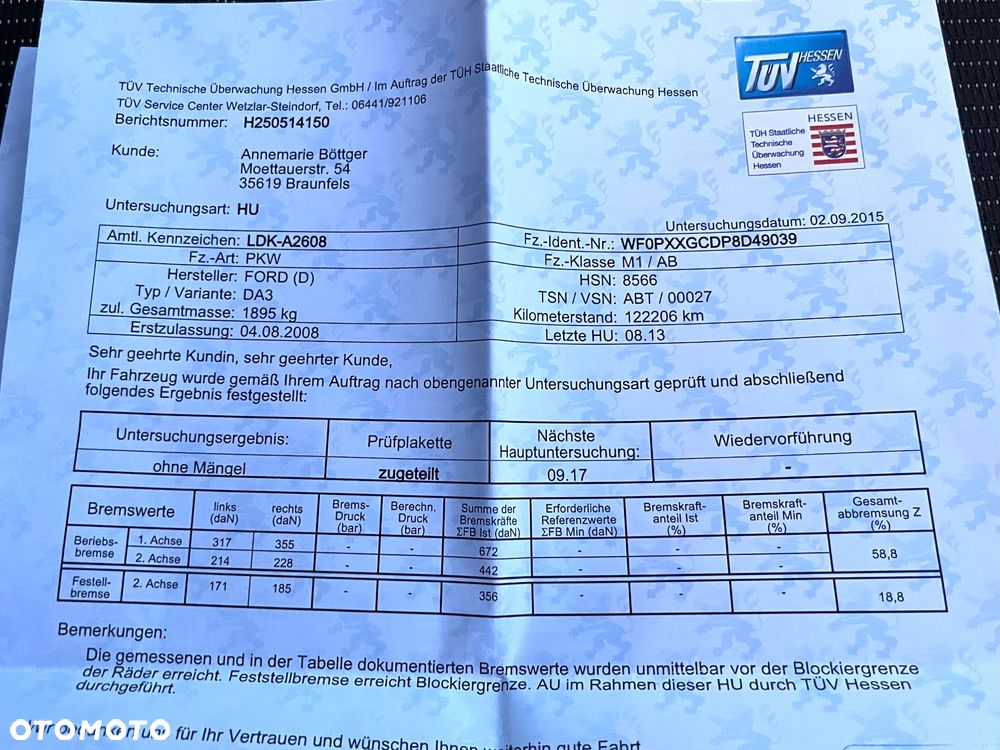 TÜV Technische Überwachung Hessen GmbH / Im Auftrag der TÜH Staatliche Technische Überwachung Hessen
TÜV Service Center Wetzlar-Steindorf, Tel.: 06441/921106
Berichtsnummer: H250514150
TÜV HESSEN
HESSEN
TÜH Staatliche
Technische
Überwachung
Hessen
Kunde: Annemarie Böttger
Moettauerstr. 54
35619 Braunfels
Untersuchungsart: HU
Untersuchungsdatum: 02.09.2015
Amtl. Kennzeichen: LDK-A2608 Fz.-Ident.-Nr.: WF0PXXGCDP8D49039
Fz.-Art: PKW Fz.-Klasse M1 / AB
Hersteller: FORD (D) HSN: 8566
Typ / Variante: DA3 TSN / VSN: ABT / 00027
zul. Gesamtmasse: 1895 kg Kilometerstand: 122206 km
Erstzulassung: 04.08.2008 Letzte HU: 08.13
Sehr geehrte Kundin, sehr geehrter Kunde,
Ihr Fahrzeug wurde gemäß Ihrem Auftrag nach obengenannter Untersuchungsart geprüft und abschließend
folgendes Ergebnis festgestellt:
Untersuchungsergebnis: Prüfplakette Nächste Hauptuntersuchung: Wiedervorführung
ohne Mängel zugeteilt 09.17 -
Bremswerte links (daN) rechts (daN) Brems-Druck (bar) Berechn. Druck (bar) Summe der Bremskräfte ΣFB Ist (daN) Erforderliche Referenzwerte ΣFB Min (daN) Bremskraft-anteil Ist (%) Bremskraft-anteil Min (%) Gesamt-abbremsung Z (%)
Beriebs-bremse 1. Achse 317 355 - - 672 - - - 58,8
2. Achse 214 228 - - 442 - - -
Festell-bremse 2. Achse 171 185 - - 356 - - - 18,8
Bemerkungen:
Die gemessenen und in der Tabelle dokumentierten Bremswerte wurden unmittelbar vor der Blockiergrenze
der Räder erreicht. Feststellbremse erreicht Blockiergrenze. AU im Rahmen dieser HU durch TÜV Hessen
durchgeführt.
Wir bedanken uns für Ihr Vertrauen und wünschen Ihnen weiterhin gute Fahrt
OTOMOTO